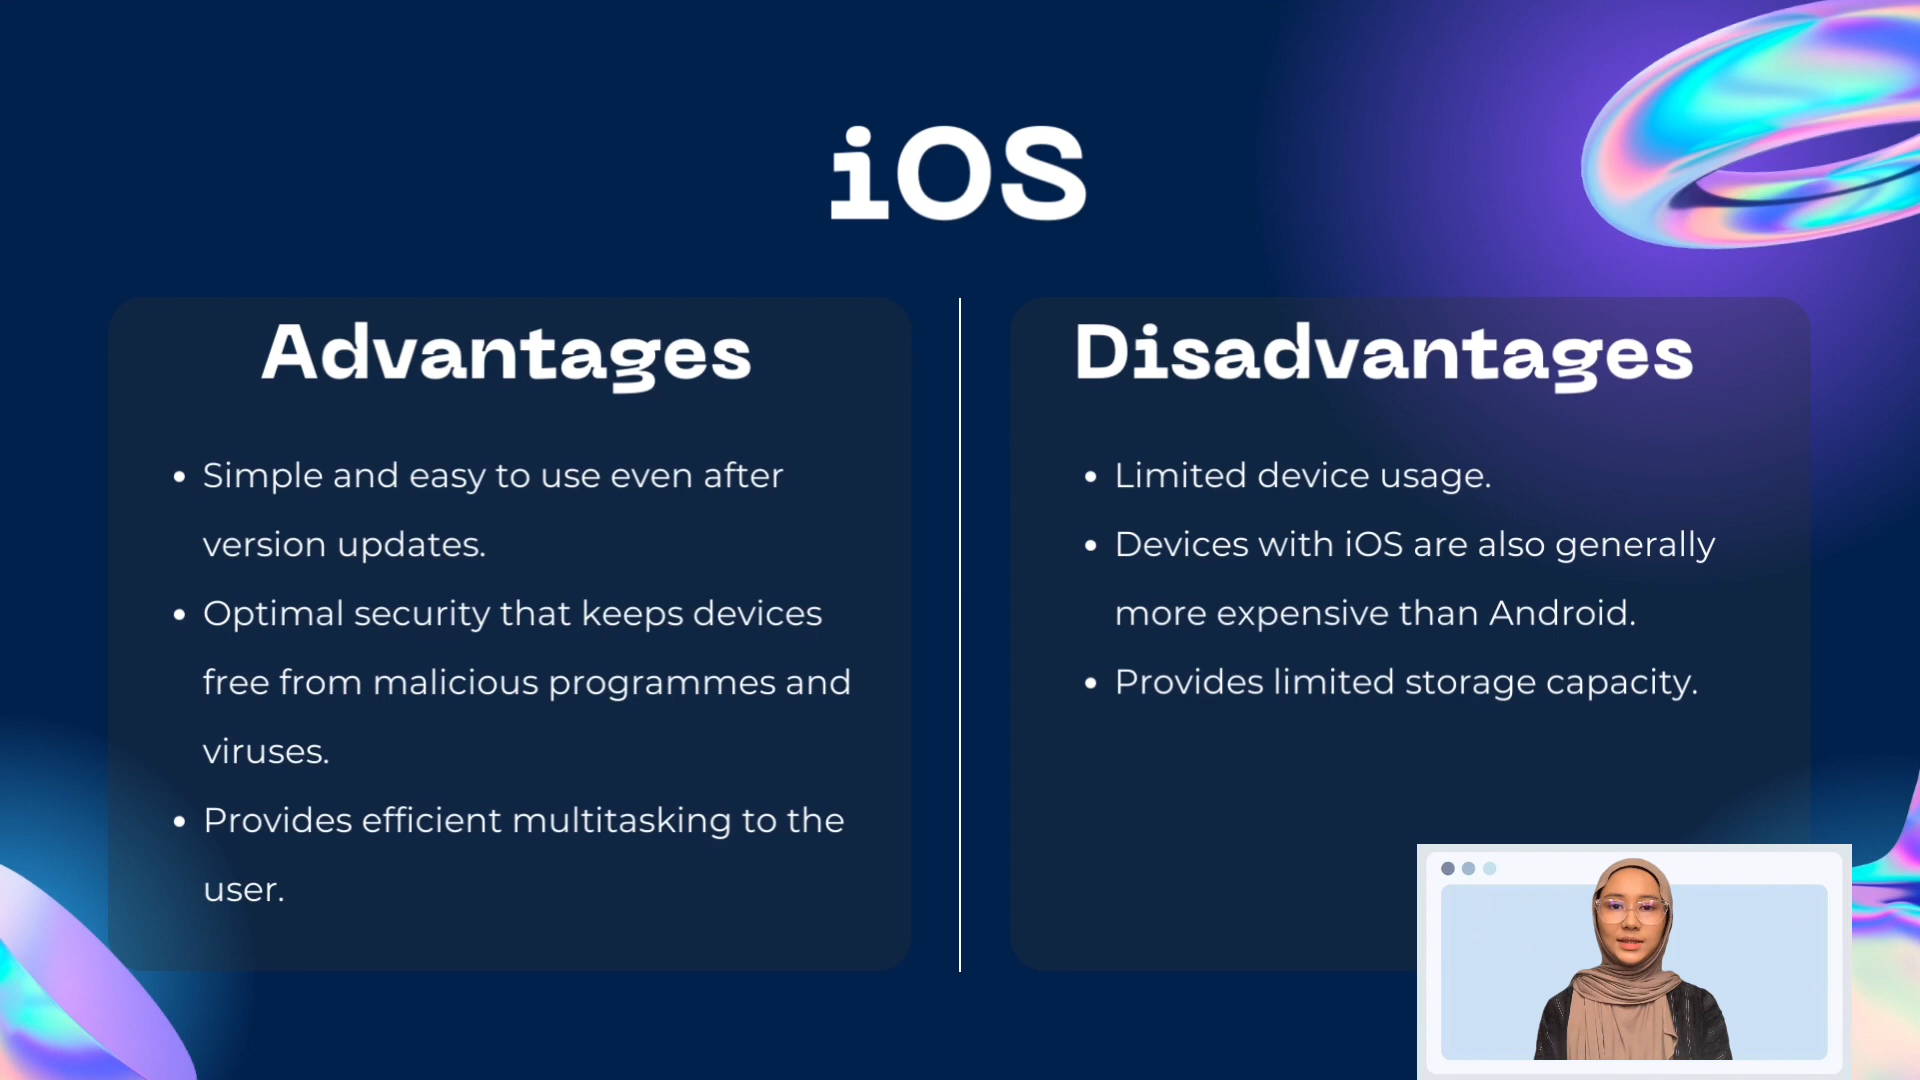 iOS
Advantages
• Simple and easy to use even after
version updates.
• Optimal security that keeps devices
free from malicious programmes and
viruses.
• Provides efficient multitasking to the
user.
Disadvantages
• Limited device usage.
• Devices with iOS are also generally
more expensive than Android.
• Provides limited storage capacity.